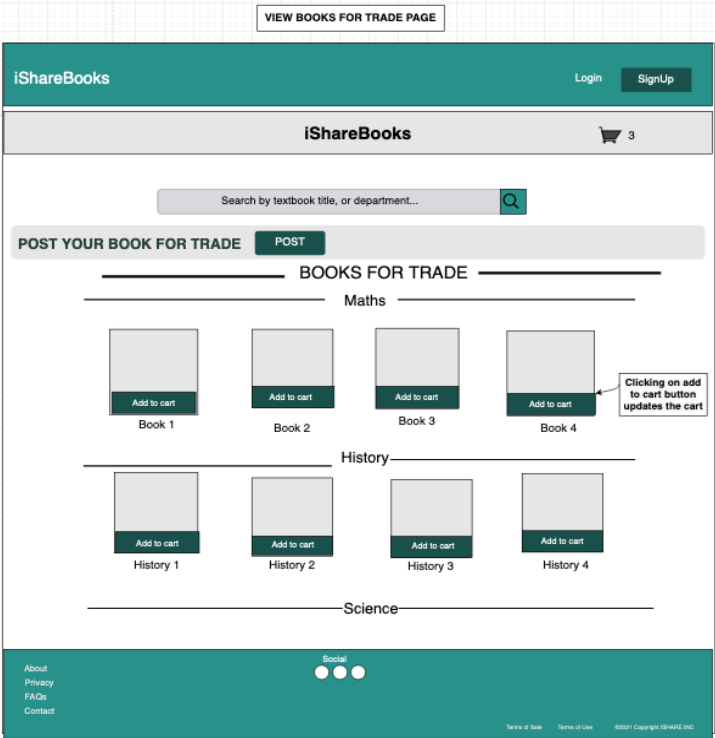 VIEW BOOKS FOR TRADE PAGE
iShareBooks
Login
SignUp
iShareBooks
3
Search by textbook title, or department...
POST YOUR BOOK FOR TRADE
POST
BOOKS FOR TRADE
Maths
Add to cart
Add to cart
Add to cart
Add to cart
Clicking on add
to cart button
updates the cart
Book 1
Book 2
Book 3
Book 4
History
Add to cart
Add to cart
Add to cart
Add to cart
History 1
History 2
History 3
History 4
Science
Social
About
Privacy
FAQs
Contact
Terms of Sale
Terms of Use
©2021 Copyright ISHARE INC